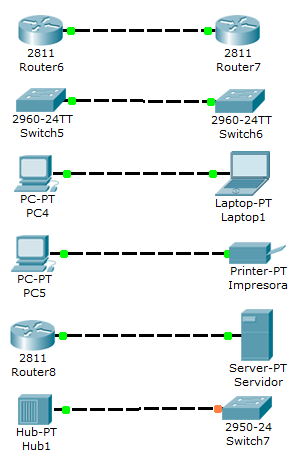 2811 2811
Router6 Router7
2960-24TT 2960-24TT
Switch5 Switch6
PC-PT Laptop-PT
PC4 Laptop1
PC-PT Printer-PT
PC5 Impresora
2811 Server-PT
Router8 Servidor
Hub-PT 2950-24
Hub1 Switch7